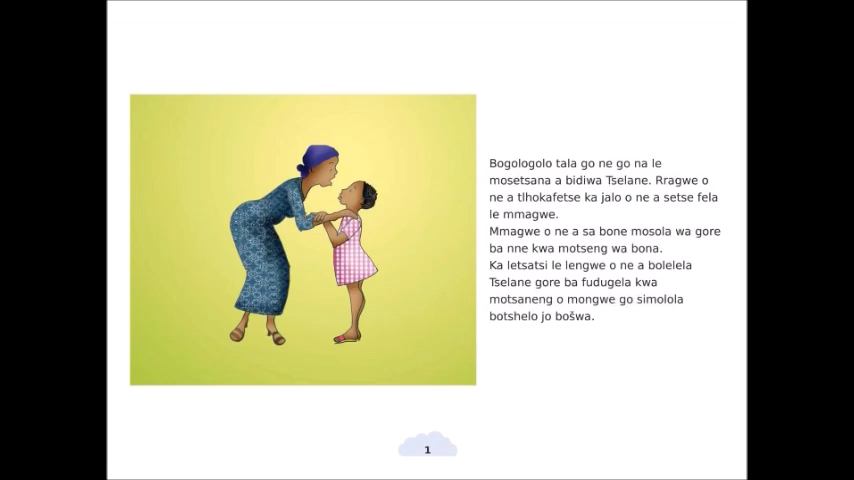 Bogologolo tala go ne go na le
mosetsana a bidiwa Tselane. Rragwe o
ne a tlhokafetse ka jalo o ne a setse fela
le mmagwe.
Mmagwe o ne a sa bone mosola wa gore
ba nne kwa motseng wa bona.
Ka letsatsi le lengwe o ne a bolelela
Tselane gore ba fudugela kwa
motsaneng o mongwe go simolola
botshelo jo bošwa.
1